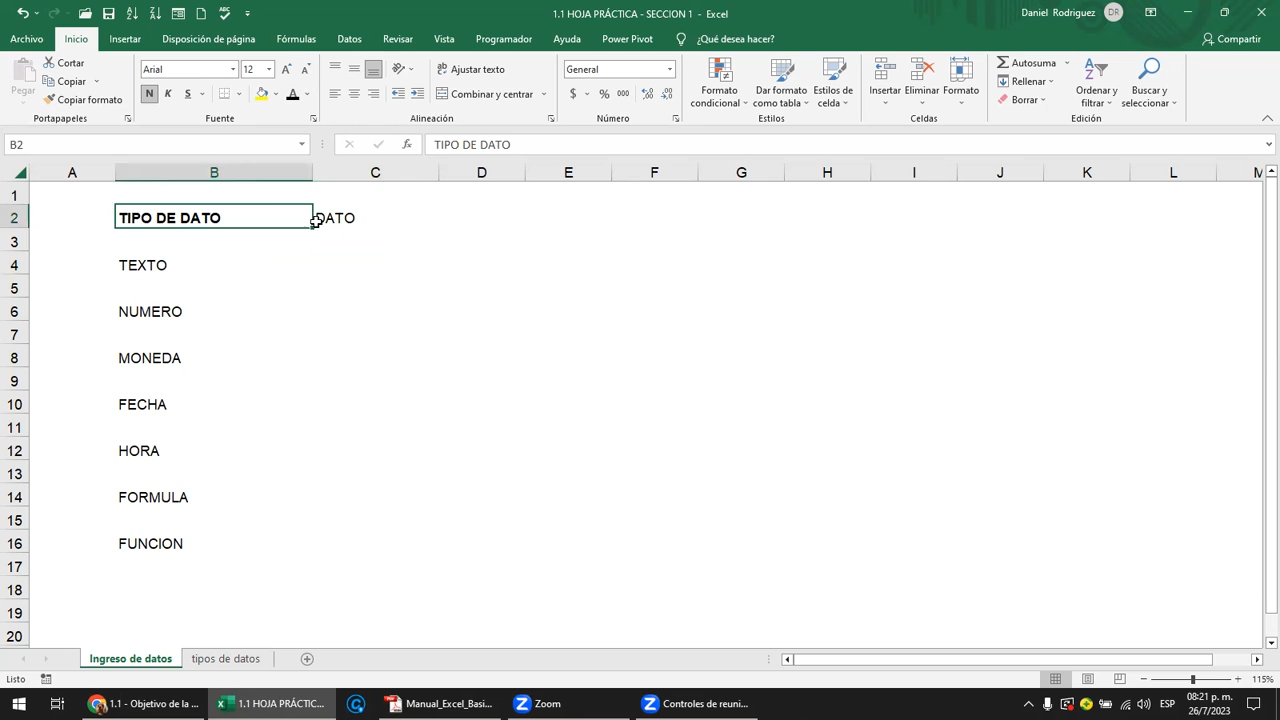 1.1 HOJA PRÁCTICA - SECCION 1 - Excel
Daniel Rodriguez DR
Archivo Inicio Insertar Disposición de página Fórmulas Datos Revisar Vista Programador Ayuda Power Pivot ¿Qué desea hacer? Compartir
Pegar
Cortar
Copiar
Copiar formato
Portapapeles
Arial 12
N K S A
Fuente
Ajustar texto
Combinar y centrar
Alineación
General
$ % 000
Número
Formato condicional
Dar formato como tabla
Estilos de celda
Estilos
Insertar Eliminar Formato
Celdas
Autosuma
Rellenar
Borrar
Ordenar y filtrar
Buscar y seleccionar
Edición
B2 fx TIPO DE DATO
A B C D E F G H I J K L M
1
2 TIPO DE DATO DATO
3
4 TEXTO
5
6 NUMERO
7
8 MONEDA
9
10 FECHA
11
12 HORA
13
14 FORMULA
15
16 FUNCION
17
18
19
20
Ingreso de datos tipos de datos
Listo 115%
1.1 - Objetivo de la ... 1.1 HOJA PRÁCTIC... Manual_Excel_Basi... Zoom Controles de reuni... ESP 08:21 p. m.
26/7/2023